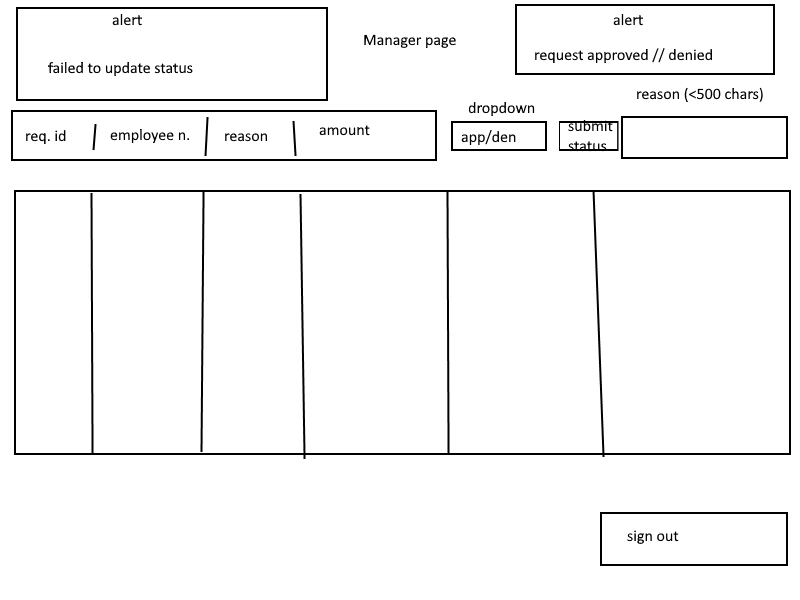 alert
failed to update status
Manager page
alert
request approved // denied
reason (<500 chars)
dropdown
req. id
employee n.
reason
amount
app/den
submit
status
sign out